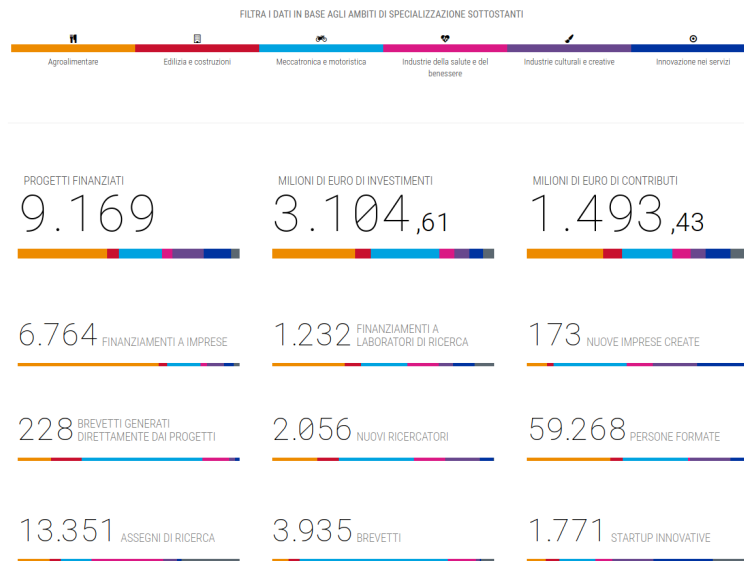 FILTRA I DATI IN BASE AGLI AMBITI DI SPECIALIZZAZIONE SOTTOSTANTI
Agroalimentare
Edilizia e costruzioni
Meccatronica e motoristica
Industrie della salute e del
benessere
Industrie culturali e creative
Innovazione nei servizi
PROGETTI FINANZIATI
9.169
MILIONI DI EURO DI INVESTIMENTI
3.104,61
MILIONI DI EURO DI CONTRIBUTI
1.493,43
6.764 FINANZIAMENTI A IMPRESE
1.232 FINANZIAMENTI A
LABORATORI DI RICERCA
173 NUOVE IMPRESE CREATE
228 BREVETTI GENERATI
DIRETTAMENTE DAI PROGETTI
2.056 NUOVI RICERCATORI
59.268 PERSONE FORMATE
13.351 ASSEGNI DI RICERCA
3.935 BREVETTI
1.771 STARTUP INNOVATIVE